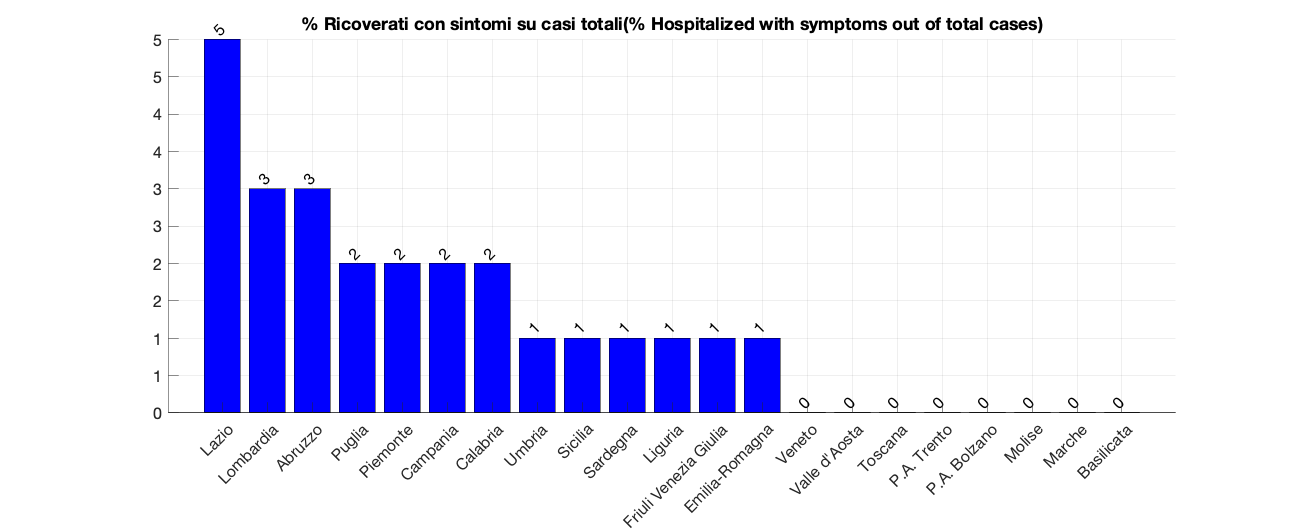 % Ricoverati con sintomi su casi totali(% Hospitalized with symptoms out of total cases)
5
5
4
4
3
3
2
2
1
1
0
5
3
3
2
2
2
2
1
1
1
1
1
1
0
0
0
0
0
0
0
0
Lazio
Lombardia
Abruzzo
Puglia
Piemonte
Campania
Calabria
Umbria
Sicilia
Sardegna
Liguria
Friuli Venezia Giulia
Emilia-Romagna
Veneto
Valle d'Aosta
Toscana
P.A. Trento
P.A. Bolzano
Molise
Marche
Basilicata